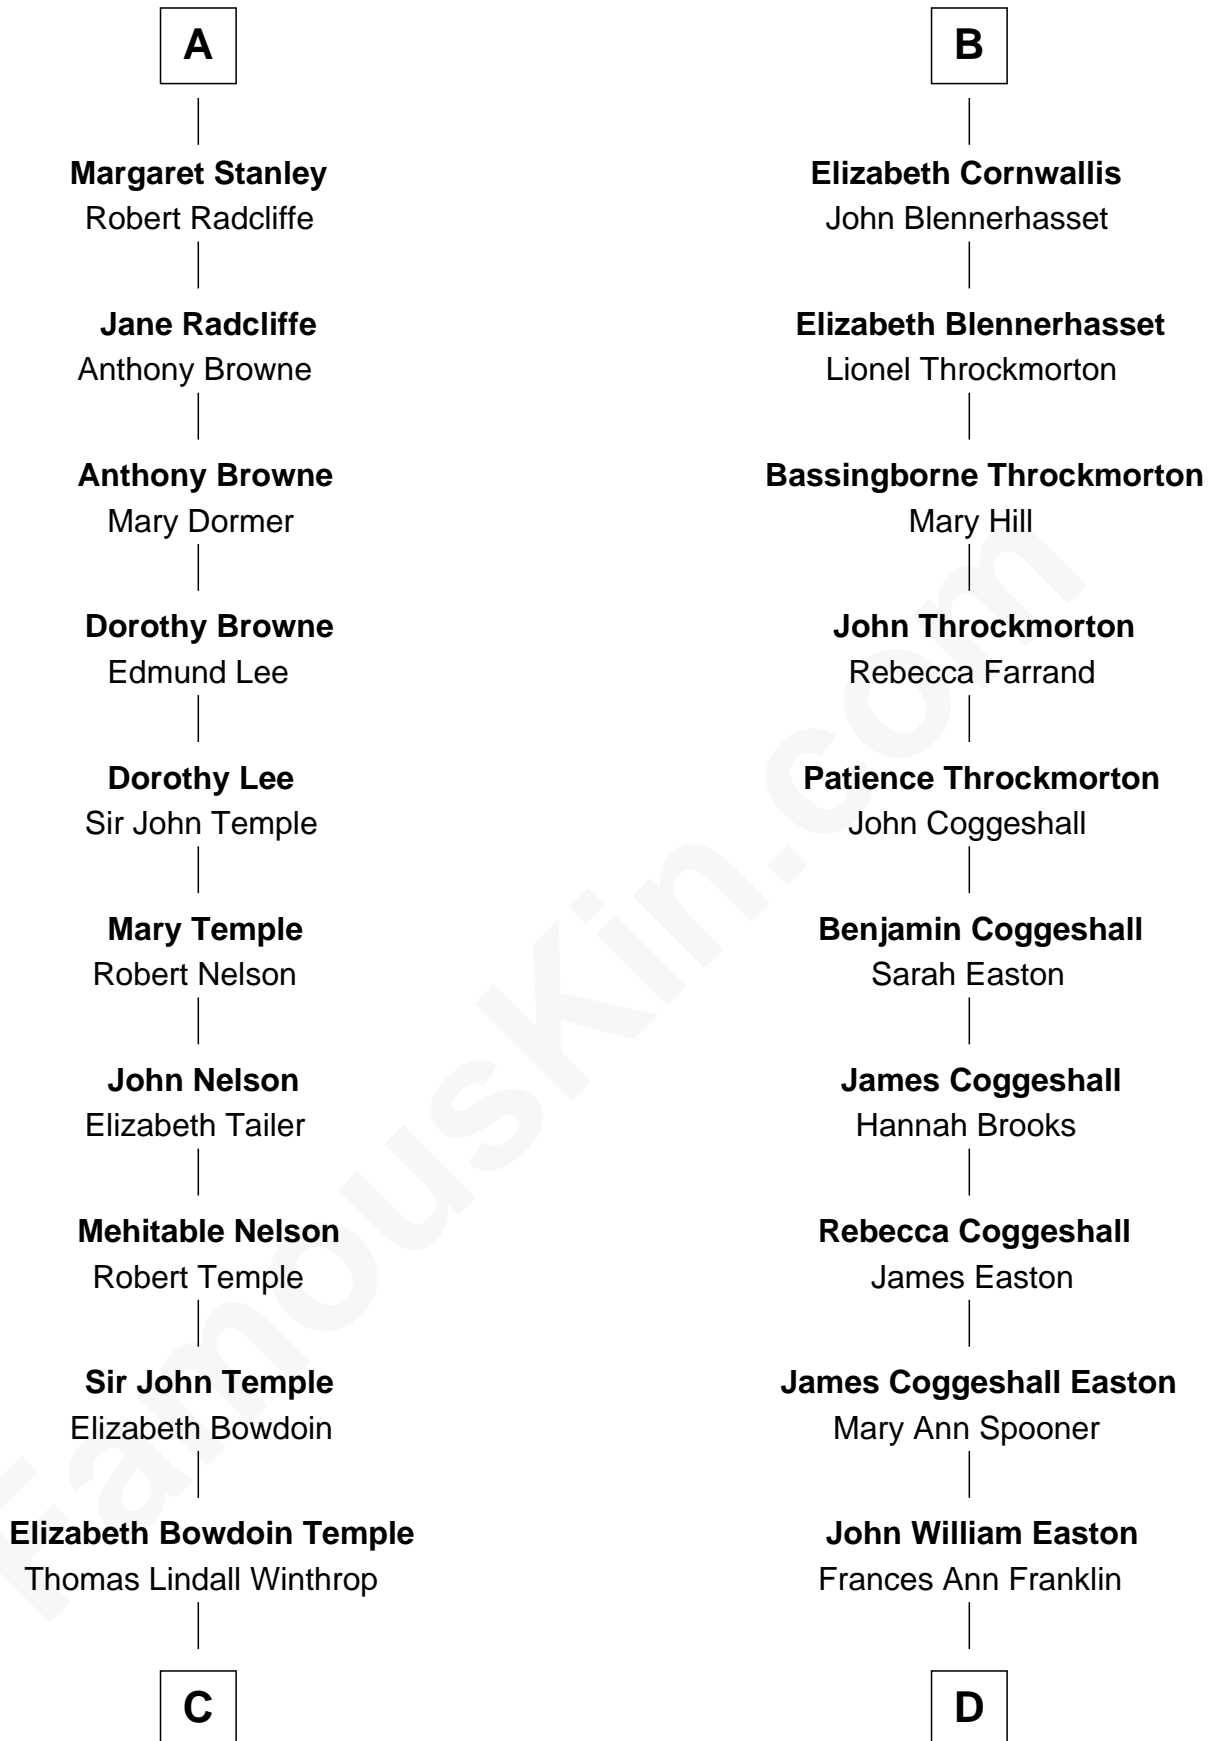 A
Margaret Stanley
Robert Radcliffe
Jane Radcliffe
Anthony Browne
Anthony Browne
Mary Dormer
Dorothy Browne
Edmund Lee
Dorothy Lee
Sir John Temple
Mary Temple
Robert Nelson
John Nelson
Elizabeth Tailer
Mehitable Nelson
Robert Temple
Sir John Temple
Elizabeth Bowdoin
Elizabeth Bowdoin Temple
Thomas Lindall Winthrop
C
B
Elizabeth Cornwallis
John Blennerhasset
Elizabeth Blennerhasset
Lionel Throckmorton
Bassingborne Throckmorton
Mary Hill
John Throckmorton
Rebecca Farrand
Patience Throckmorton
John Coggeshall
Benjamin Coggeshall
Sarah Easton
James Coggeshall
Hannah Brooks
Rebecca Coggeshall
James Easton
James Coggeshall Easton
Mary Ann Spooner
John William Easton
Frances Ann Franklin
D
FamousKin.com